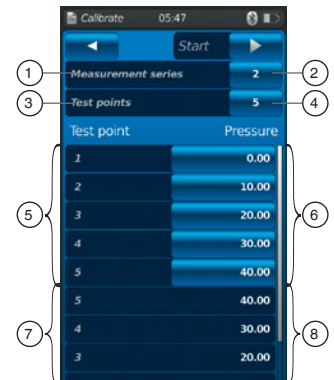 Calibrate 05:47
Start
1 Measurement series 2 2
3 Test points 5 4
Test point Pressure
1 0.00
2 10.00
5 3 20.00 6
4 30.00
5 40.00
5 40.00
7 4 30.00 8
3 20.00